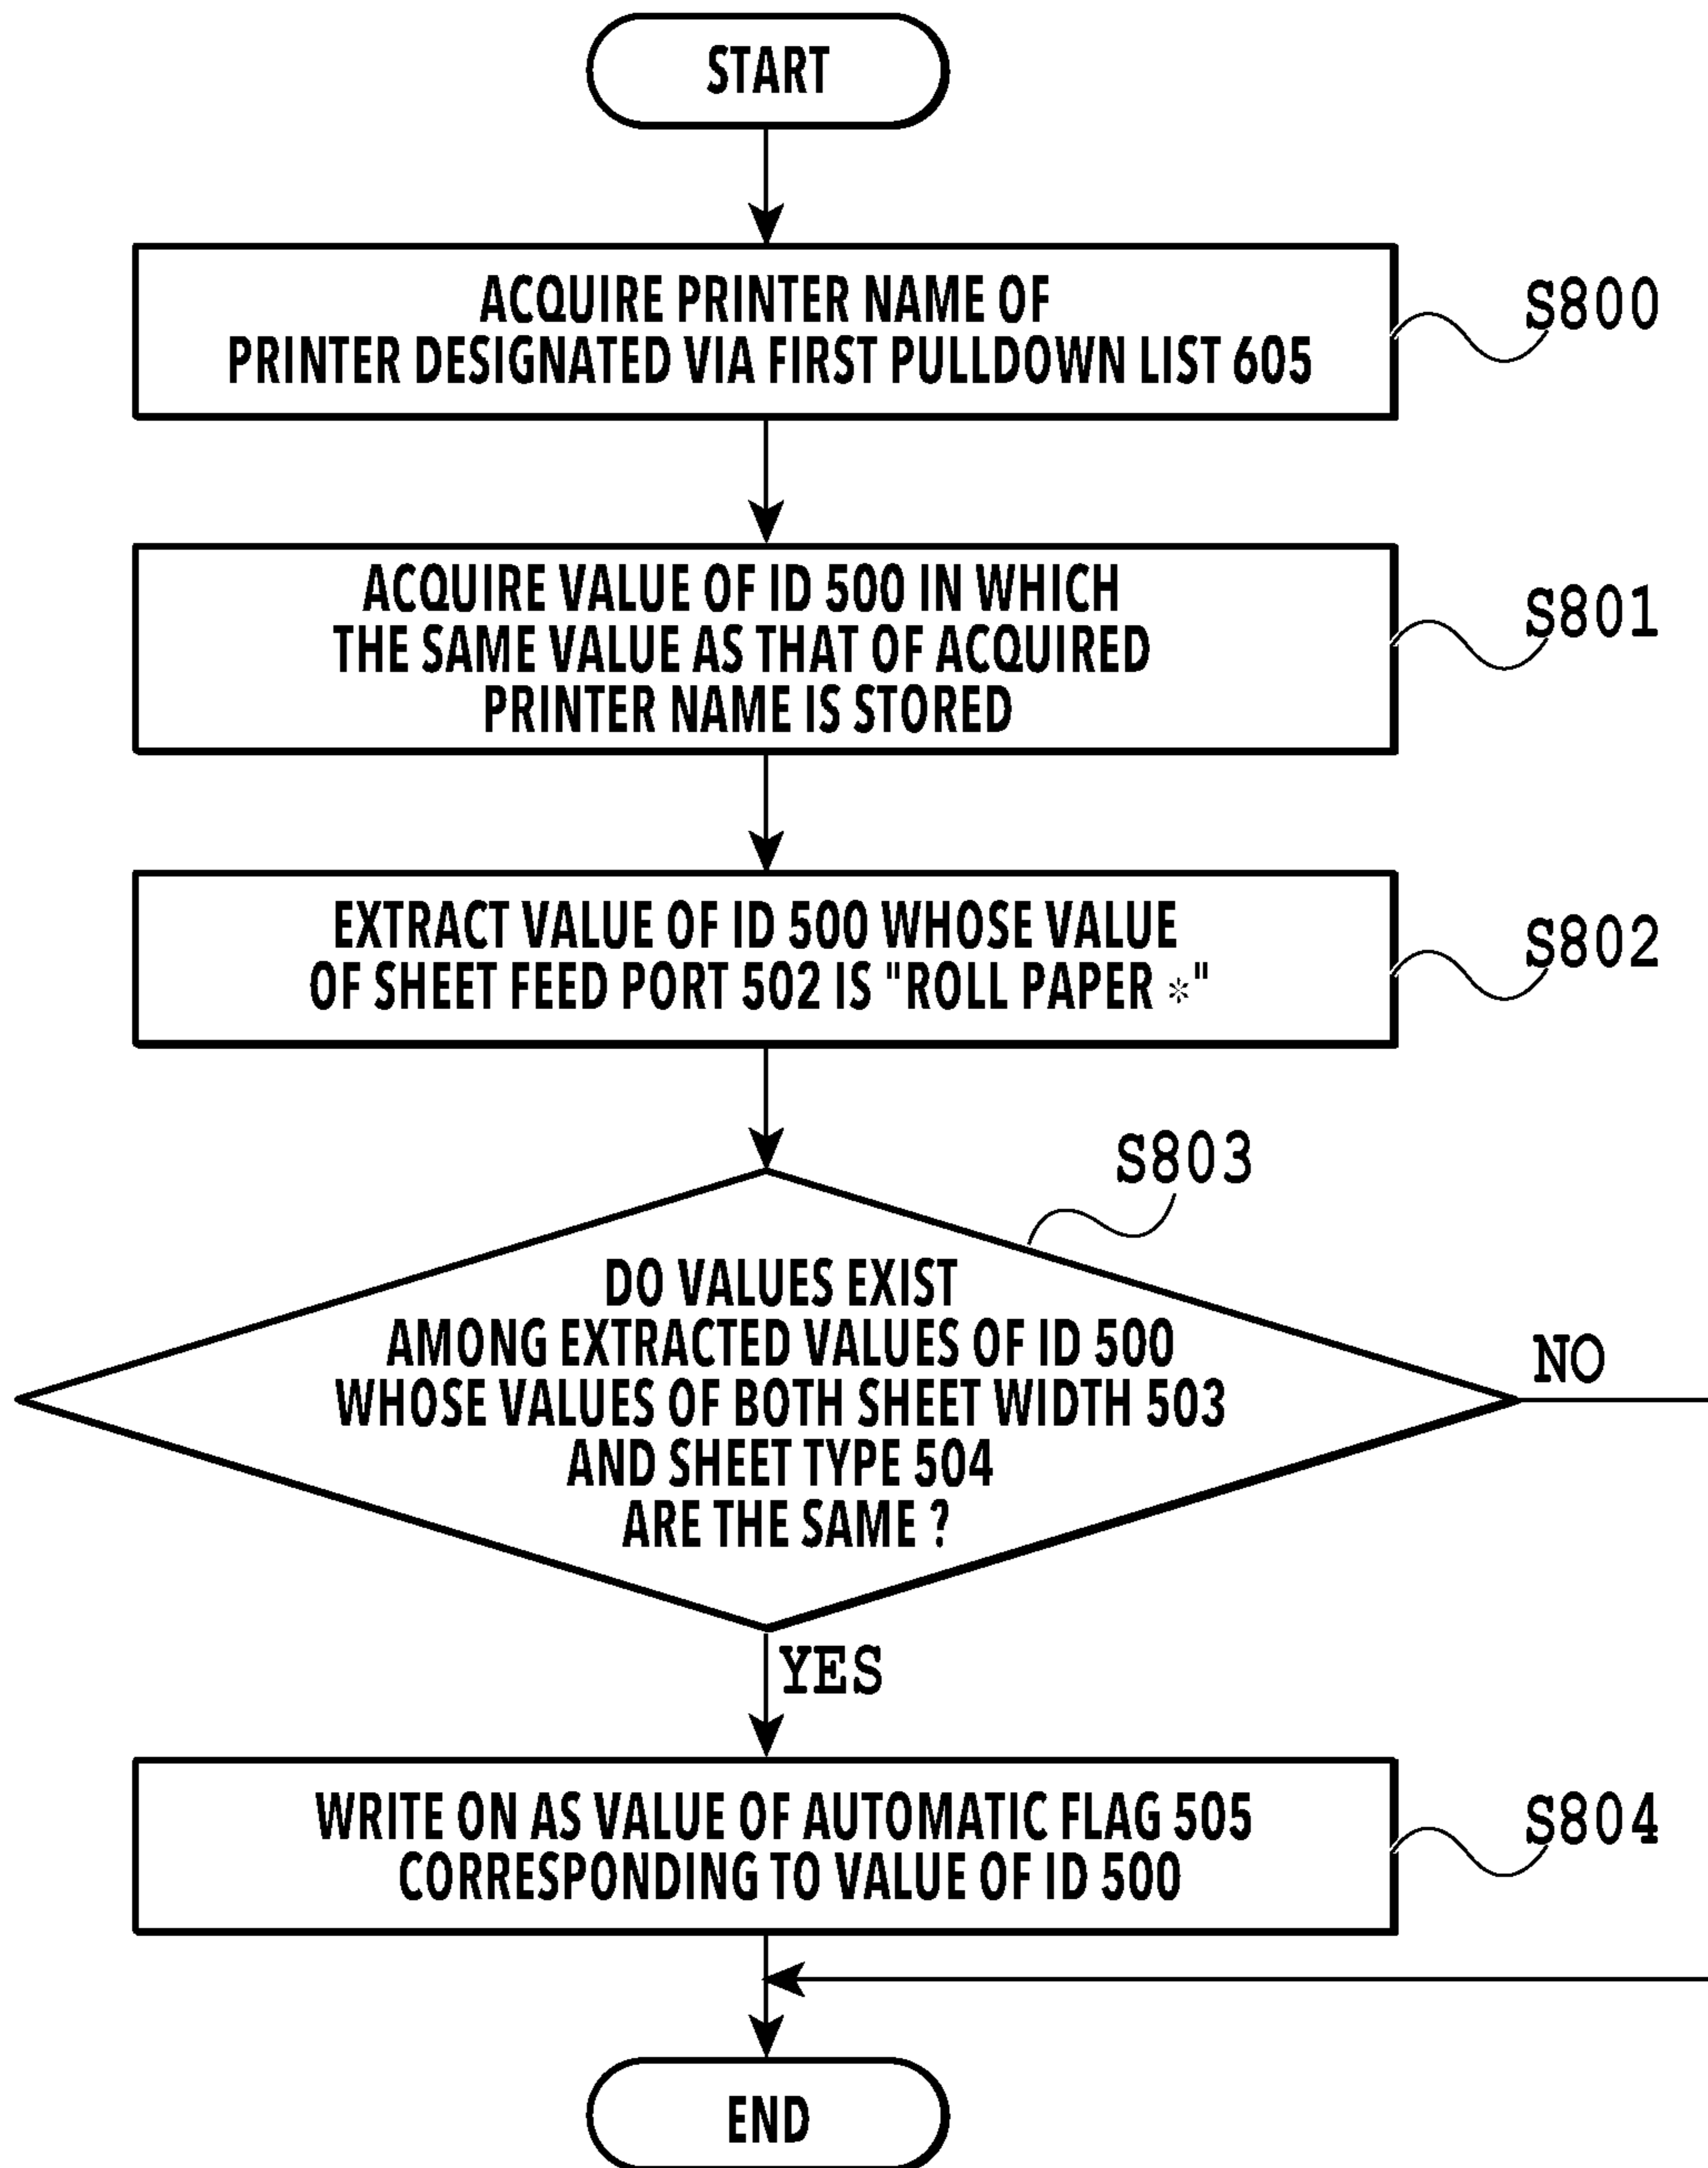 START
ACQUIRE PRINTER NAME OF
PRINTER DESIGNATED VIA FIRST PULLDOWN LIST 605
S800
ACQUIRE VALUE OF ID 500 IN WHICH
THE SAME VALUE AS THAT OF ACQUIRED
PRINTER NAME IS STORED
S801
EXTRACT VALUE OF ID 500 WHOSE VALUE
OF SHEET FEED PORT 502 IS "ROLL PAPER *"
S802
S803
DO VALUES EXIST
AMONG EXTRACTED VALUES OF ID 500
WHOSE VALUES OF BOTH SHEET WIDTH 503
AND SHEET TYPE 504
ARE THE SAME ?
NO
YES
WRITE ON AS VALUE OF AUTOMATIC FLAG 505
CORRESPONDING TO VALUE OF ID 500
S804
END